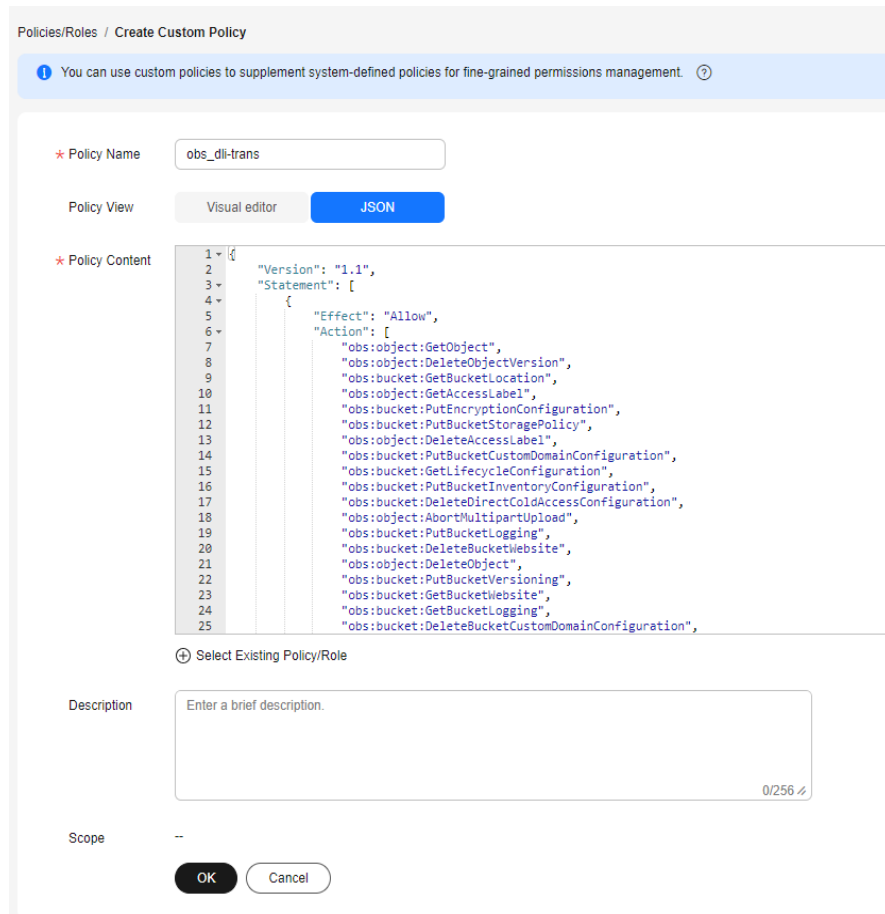 Policies/Roles / Create Custom Policy
You can use custom policies to supplement system-defined policies for fine-grained permissions management.
* Policy Name obs_dli-trans
Policy View Visual editor JSON
* Policy Content
1 {
2 "Version": "1.1",
3 "Statement": [
4 {
5 "Effect": "Allow",
6 "Action": [
7 "obs:object:GetObject",
8 "obs:object:DeleteObjectVersion",
9 "obs:bucket:GetBucketLocation",
10 "obs:object:GetAccessLabel",
11 "obs:bucket:PutEncryptionConfiguration",
12 "obs:bucket:PutBucketStoragePolicy",
13 "obs:object:DeleteAccessLabel",
14 "obs:bucket:PutBucketCustomDomainConfiguration",
15 "obs:bucket:GetLifecycleConfiguration",
16 "obs:bucket:PutBucketInventoryConfiguration",
17 "obs:bucket:DeleteDirectColdAccessConfiguration",
18 "obs:object:AbortMultipartUpload",
19 "obs:bucket:PutBucketLogging",
20 "obs:bucket:DeleteBucketWebsite",
21 "obs:object:DeleteObject",
22 "obs:bucket:PutBucketVersioning",
23 "obs:bucket:GetBucketWebsite",
24 "obs:bucket:GetBucketLogging",
25 "obs:bucket:DeleteBucketCustomDomainConfiguration",
Select Existing Policy/Role
Description Enter a brief description.
0/256
Scope --
OK Cancel